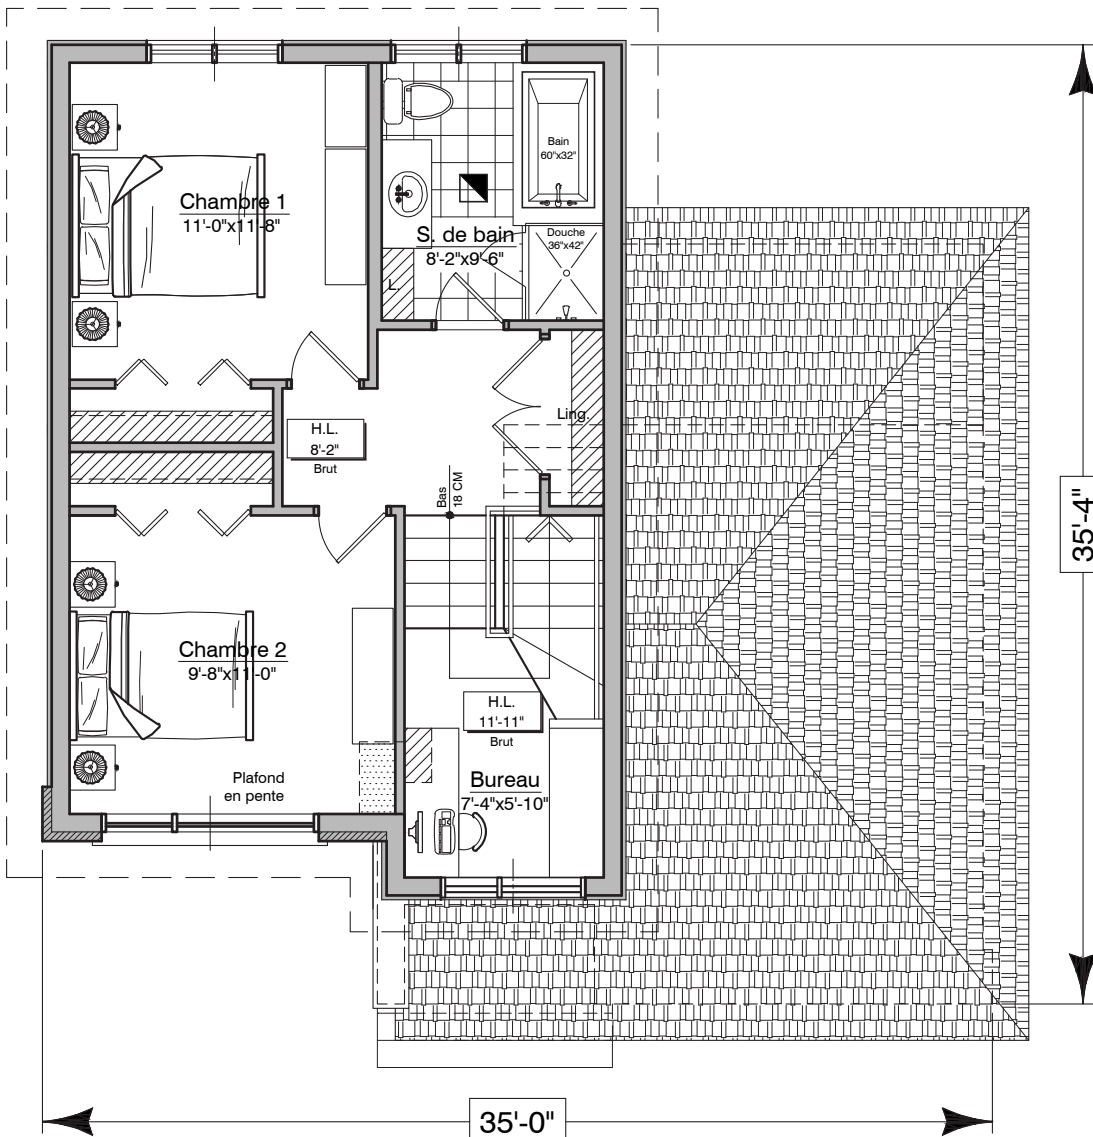 Chambre 1
11'-0"x11'-8"
Bain
60"x32"
S. de bain
8'-2"x9'-6"
Douche
36"x42"
L.
H.L.
8'-2"
Brut
Ling.
Bas
18 CM
Chambre 2
9'-8"x11'-0"
Plafond
en pente
H.L.
11'-11"
Brut
Bureau
7'-4"x5'-10"
35'-4"
35'-0"